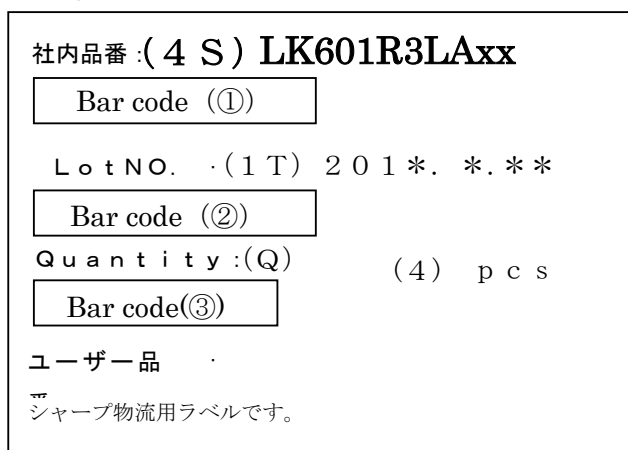 社内品番:(４Ｓ) LK601R3LAxx
Bar code (①)
ＬｏｔＮＯ. ・(１Ｔ) ２０１*. *.**
Bar code (②)
Ｑｕａｎｔｉｔｙ:(Q) (４) ｐｃｓ
Bar code(③)
ユーザー品 ・
シャープ物流用ラベルです。